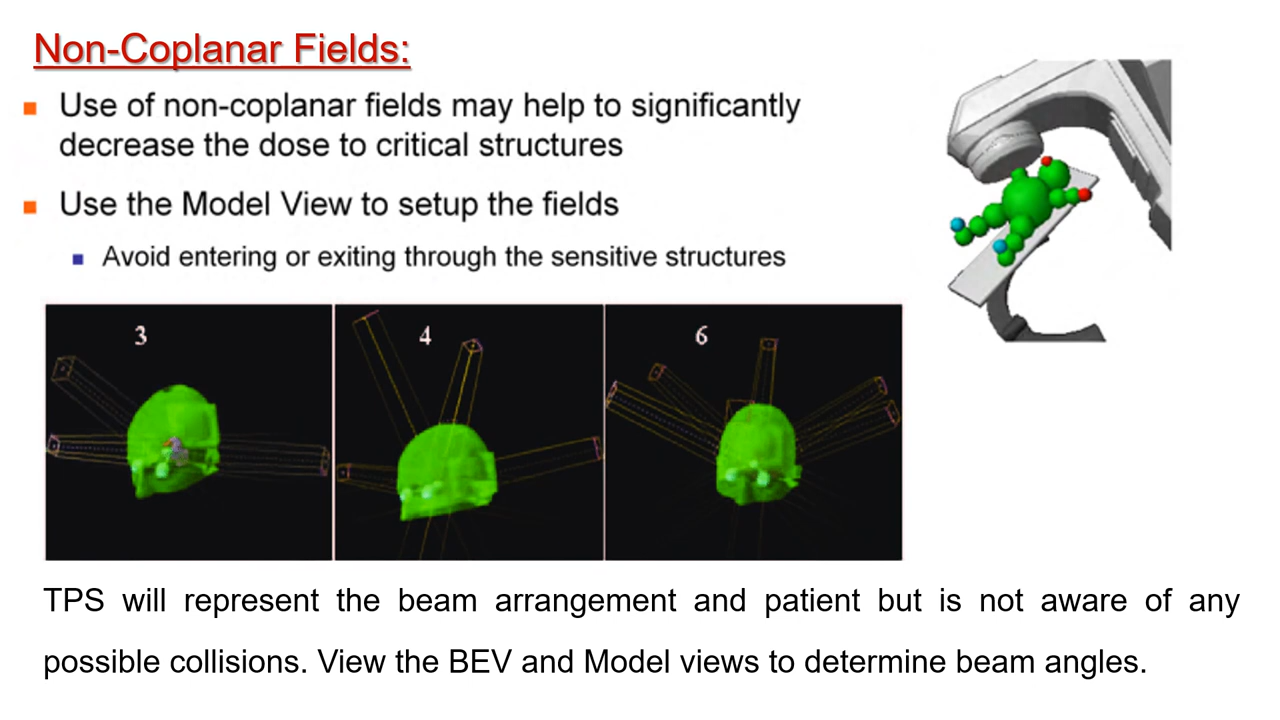 Non-Coplanar Fields:
Use of non-coplanar fields may help to significantly
decrease the dose to critical structures
Use the Model View to setup the fields
Avoid entering or exiting through the sensitive structures
3 4 6
TPS will represent the beam arrangement and patient but is not aware of any
possible collisions. View the BEV and Model views to determine beam angles.